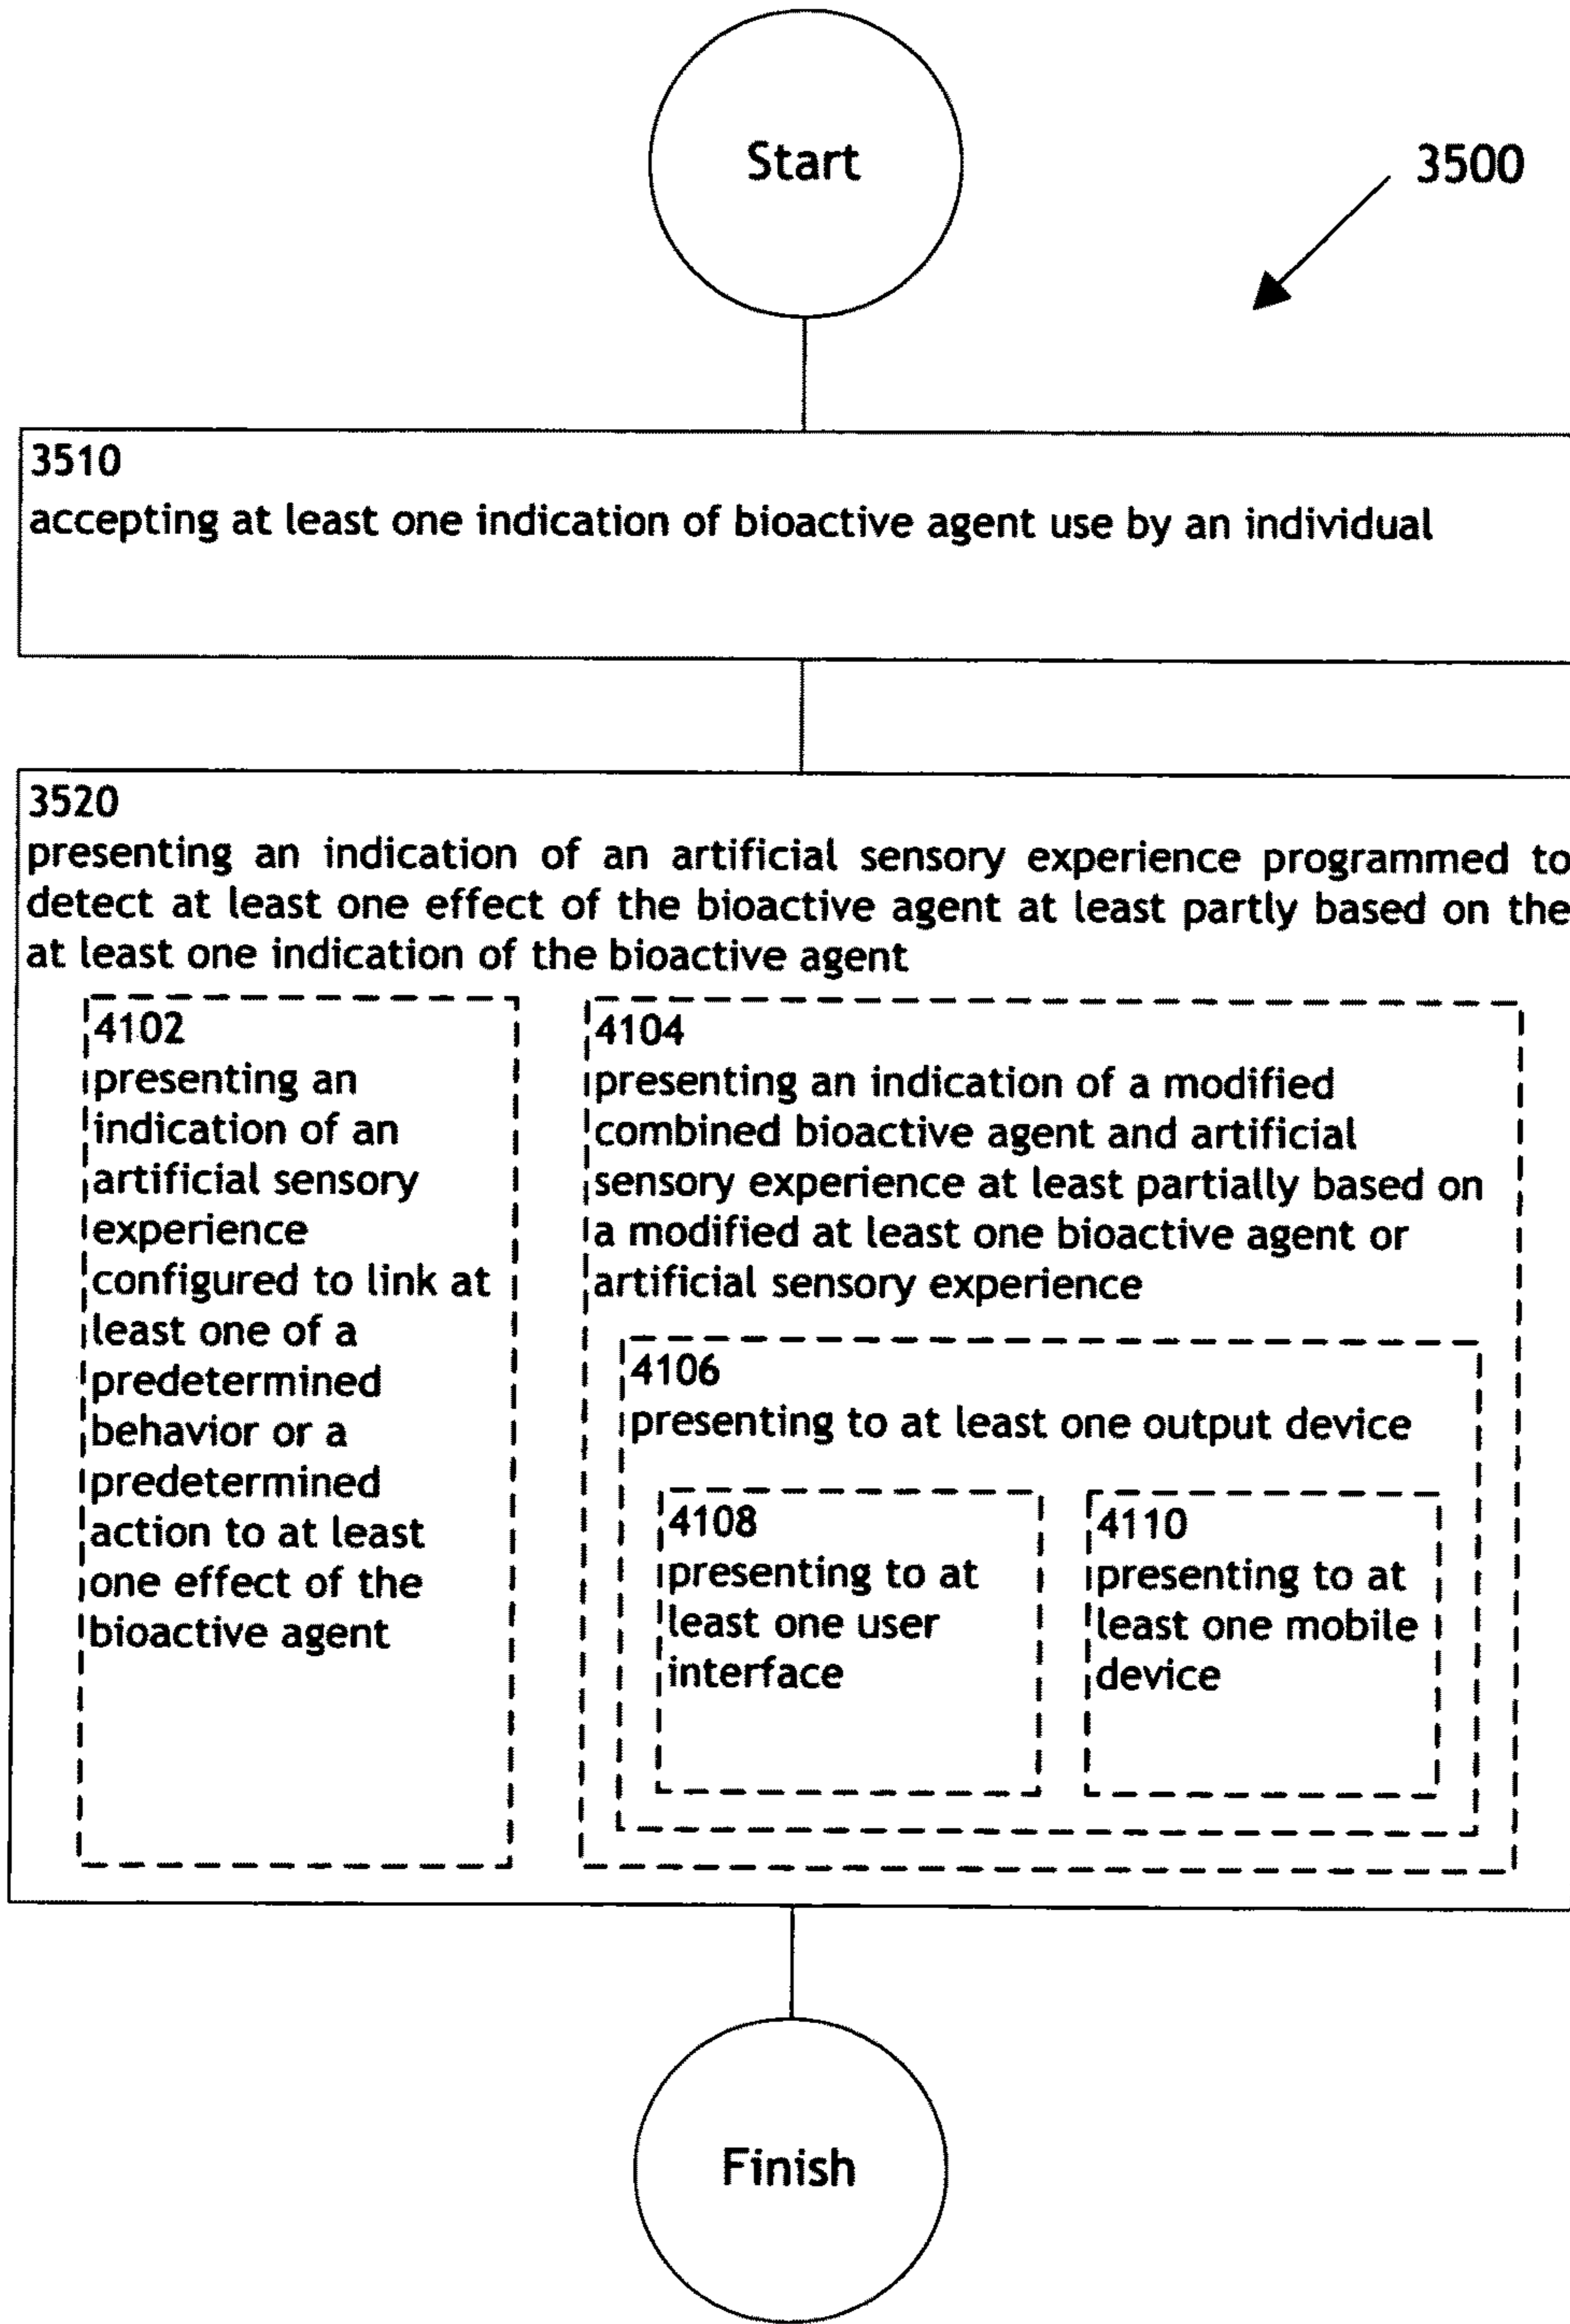 Start
3500
3510
accepting at least one indication of bioactive agent use by an individual
3520
presenting an indication of an artificial sensory experience programmed to
detect at least one effect of the bioactive agent at least partly based on the
at least one indication of the bioactive agent
4102
presenting an
indication of an
artificial sensory
experience
configured to link at
least one of a
predetermined
behavior or a
predetermined
action to at least
one effect of the
bioactive agent
4104
presenting an indication of a modified
combined bioactive agent and artificial
sensory experience at least partially based on
a modified at least one bioactive agent or
artificial sensory experience
4106
presenting to at least one output device
4108
presenting to at
least one user
interface
4110
presenting to at
least one mobile
device
Finish